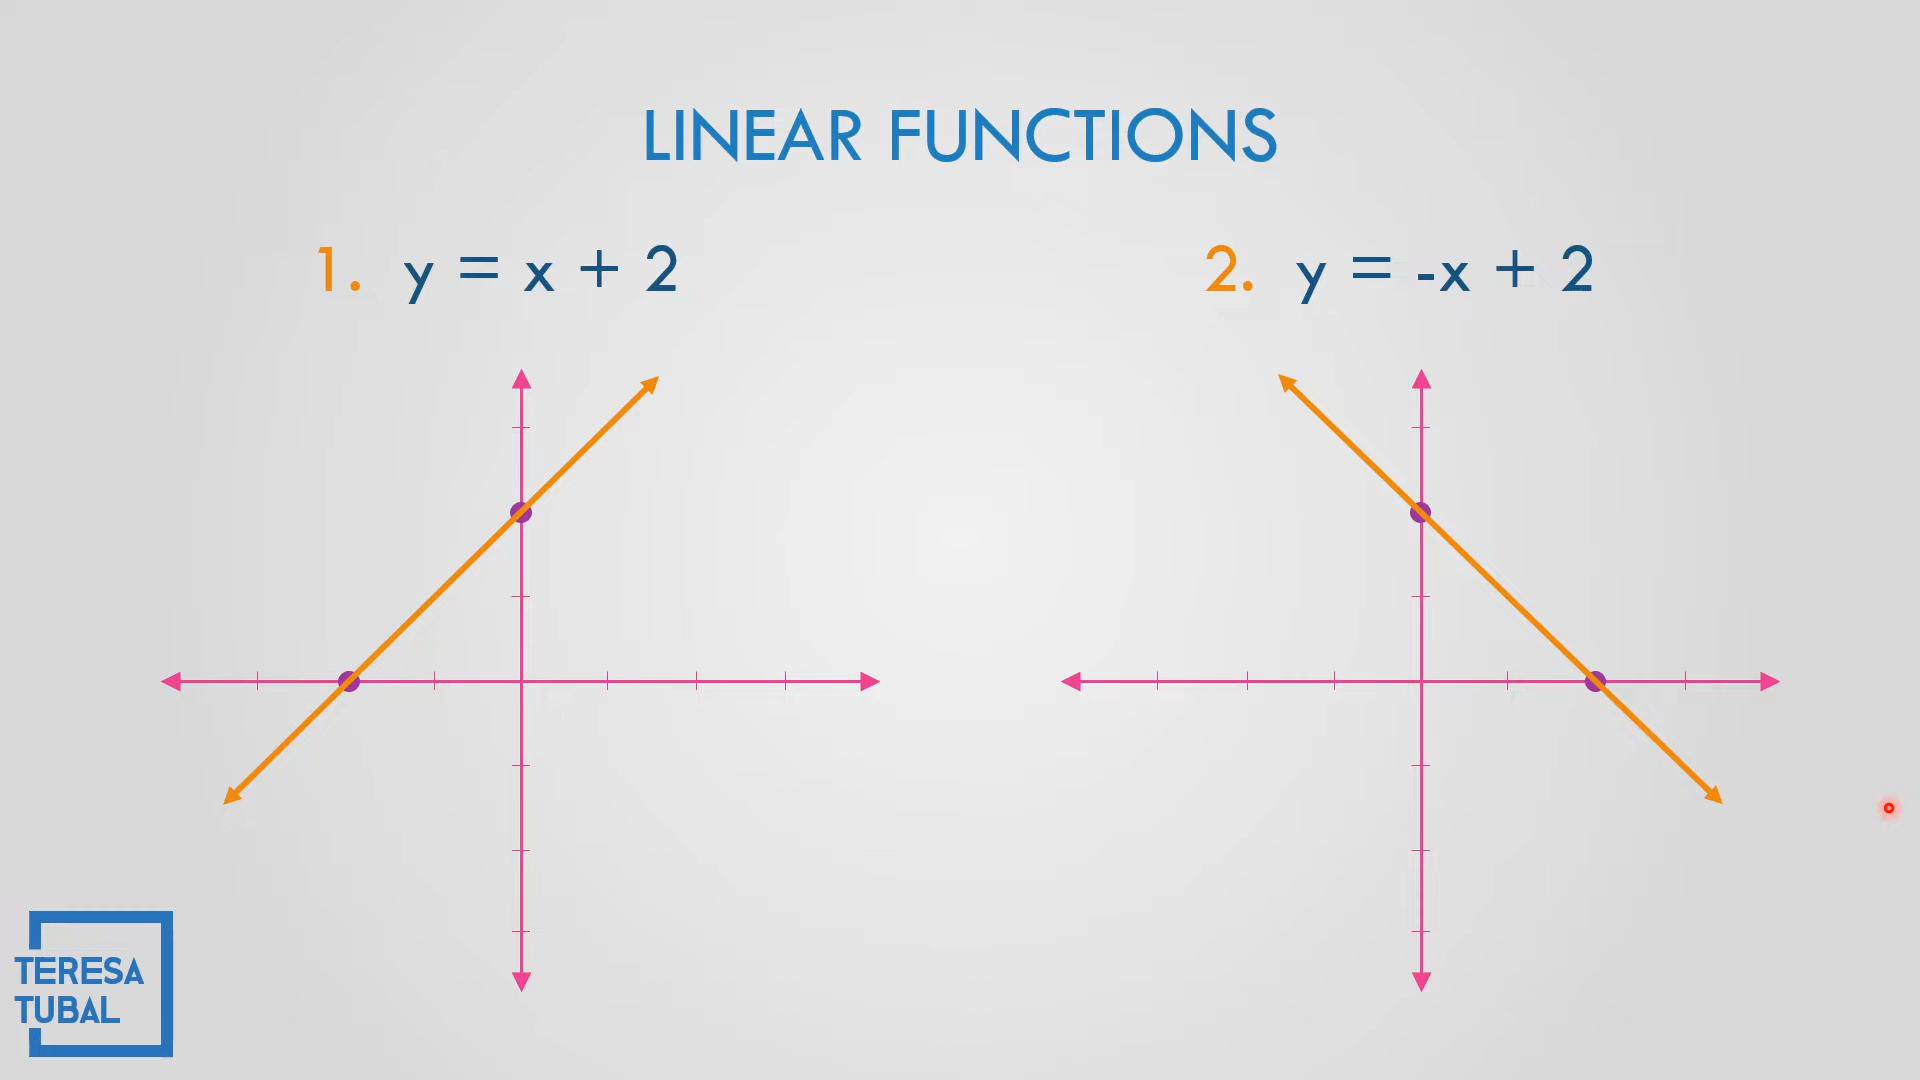 LINEAR FUNCTIONS
1. y = x + 2
2. y = -x + 2
TERESA
TUBAL